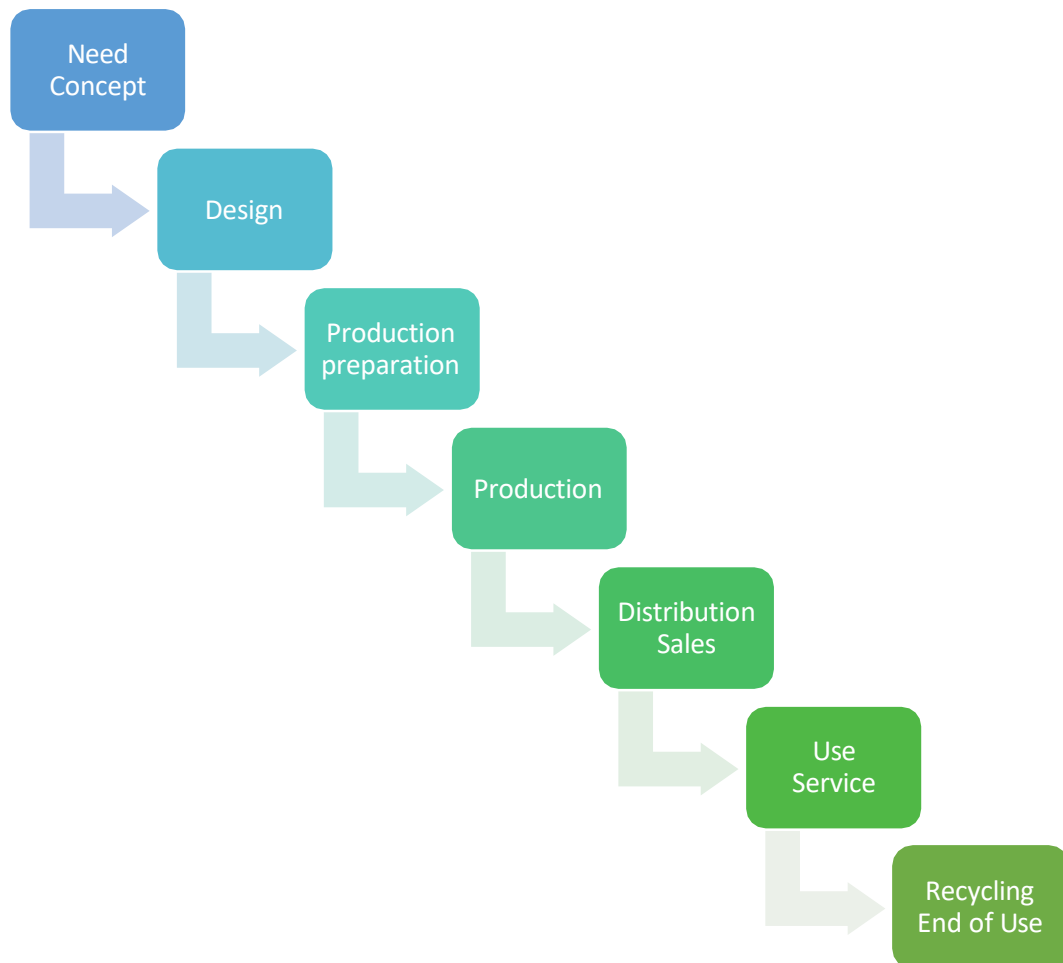 Need
Concept
Design
Production
preparation
Production
Distribution
Sales
Use
Service
Recycling
End of Use